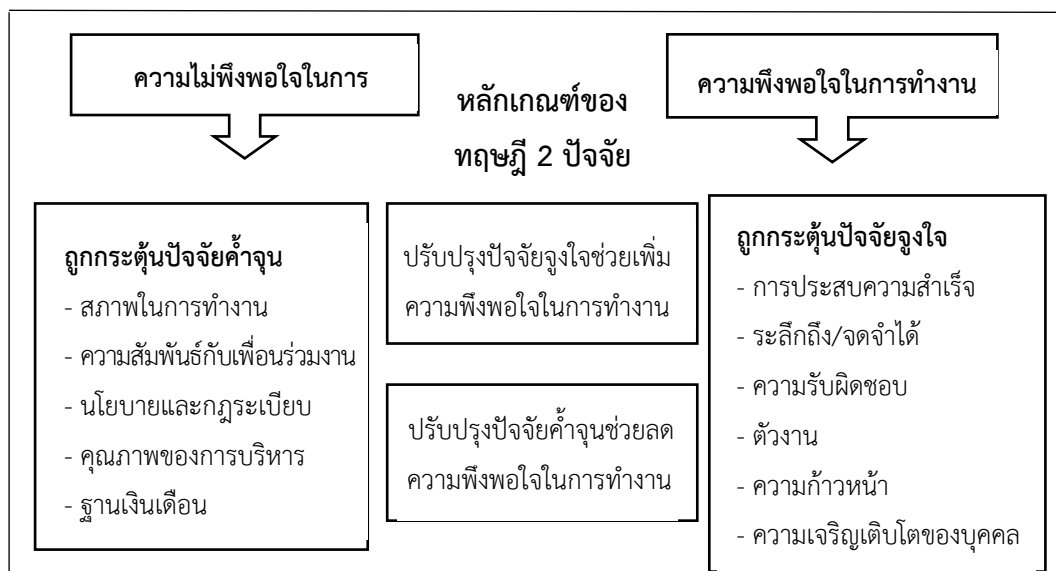 ความไม่พึงพอใจในการ
หลักเกณฑ์ของ
ทฤษฎี 2 ปัจจัย
ความพึงพอใจในการทำงาน
ถูกกระตุ้นปัจจัยค้ำจุน
- สภาพในการทำงาน
- ความสัมพันธ์กับเพื่อนร่วมงาน
- นโยบายและกฎระเบียบ
- คุณภาพของการบริหาร
- ฐานเงินเดือน
ปรับปรุงปัจจัยจูงใจช่วยเพิ่ม
ความพึงพอใจในการทำงาน
ปรับปรุงปัจจัยค้ำจุนช่วยลด
ความพึงพอใจในการทำงาน
ถูกกระตุ้นปัจจัยจูงใจ
- การประสบความสำเร็จ
- ระลึกถึง/จดจำได้
- ความรับผิดชอบ
- ตัวงาน
- ความก้าวหน้า
- ความเจริญเติบโตของบุคคล